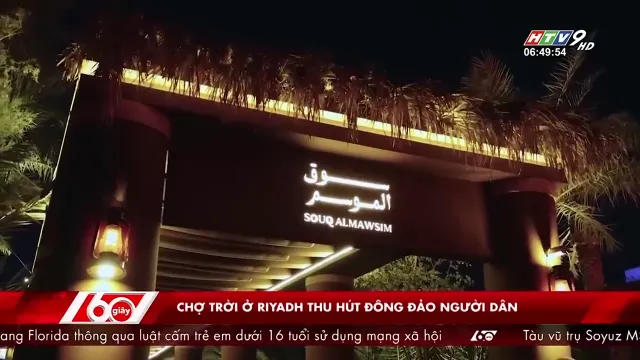 HTV9 HD
06:49:54
سوق
الموسم
SOUQ ALMAWSIM
60 giây
CHỢ TRỜI Ở RIYADH THU HÚT ĐÔNG ĐẢO NGƯỜI DÂN
ang Florida thông qua luật cấm trẻ em dưới 16 tuổi sử dụng mạng xã hội 60 Tàu vũ trụ Soyuz M